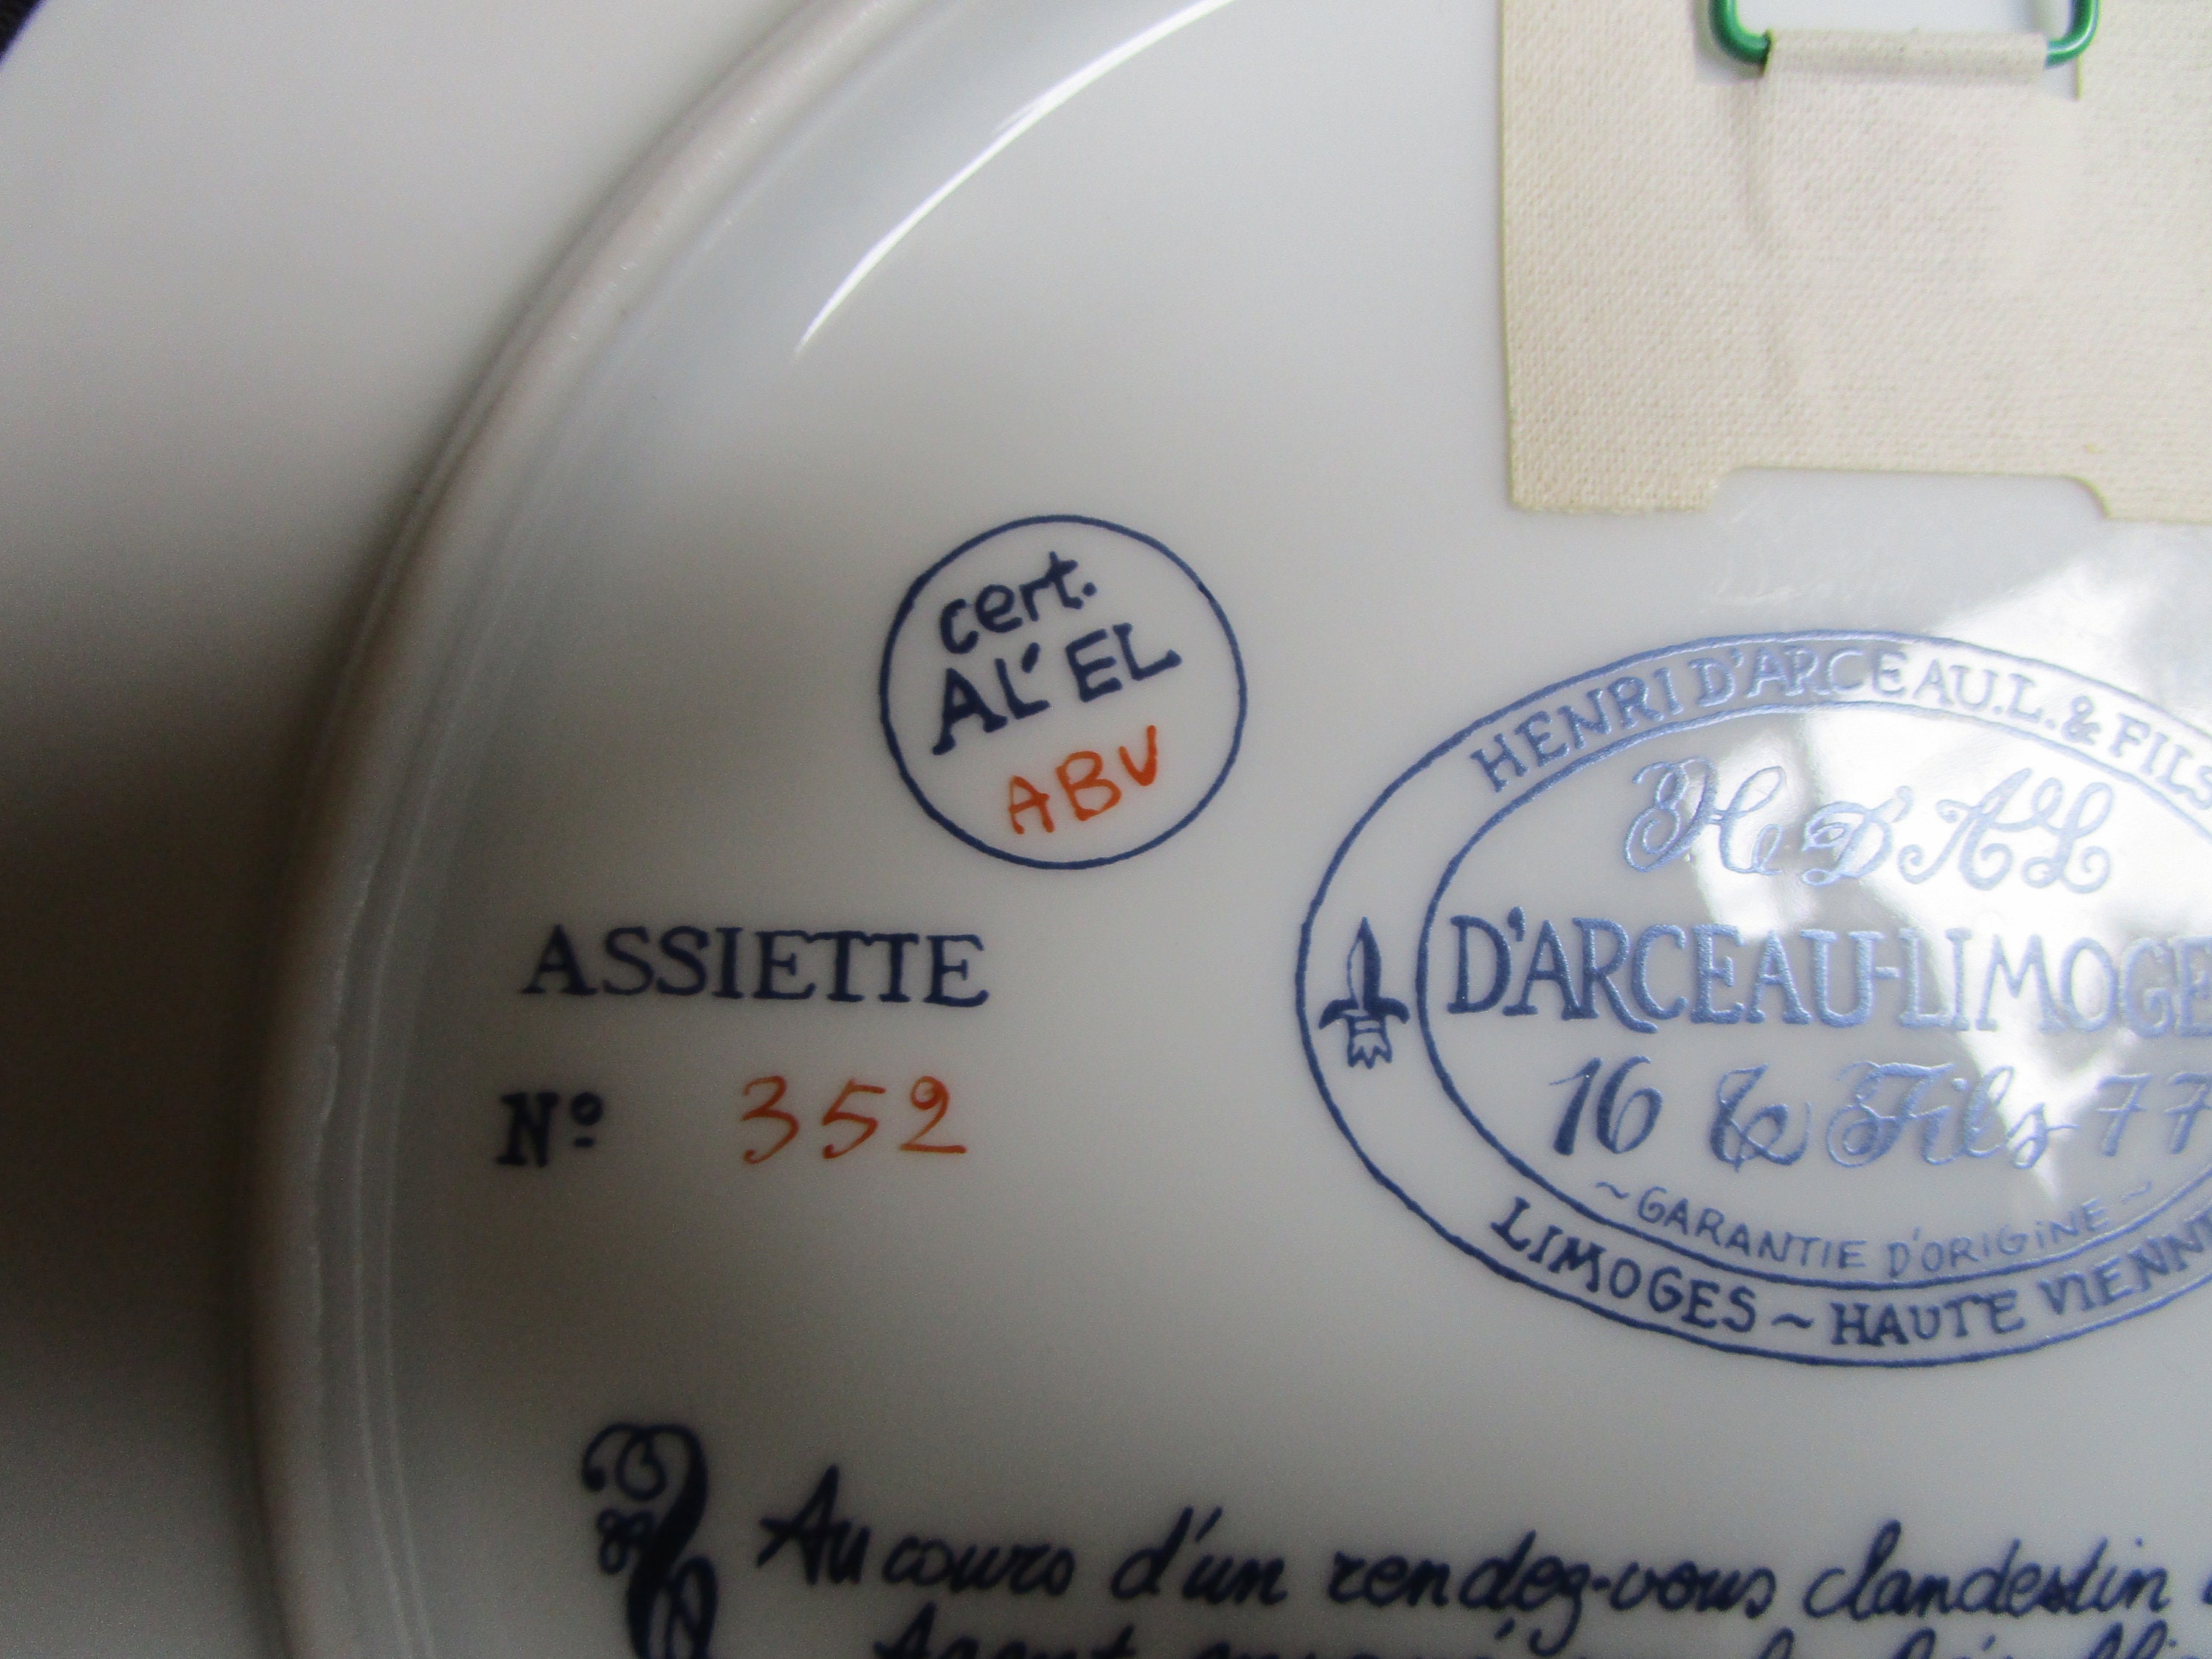 cert.
AL'EL
ABV
ASSIETTE
Nº 352
HENRI D'ARCEAU.L. & FILS
H. D'A L
D'ARCEAU-LIMOGE
16 & Fils 77
~GARANTIE D'ORIGINE~
LIMOGES ~ HAUTE VIENN
Au cours d'un rendez-vous clandestin
Agent